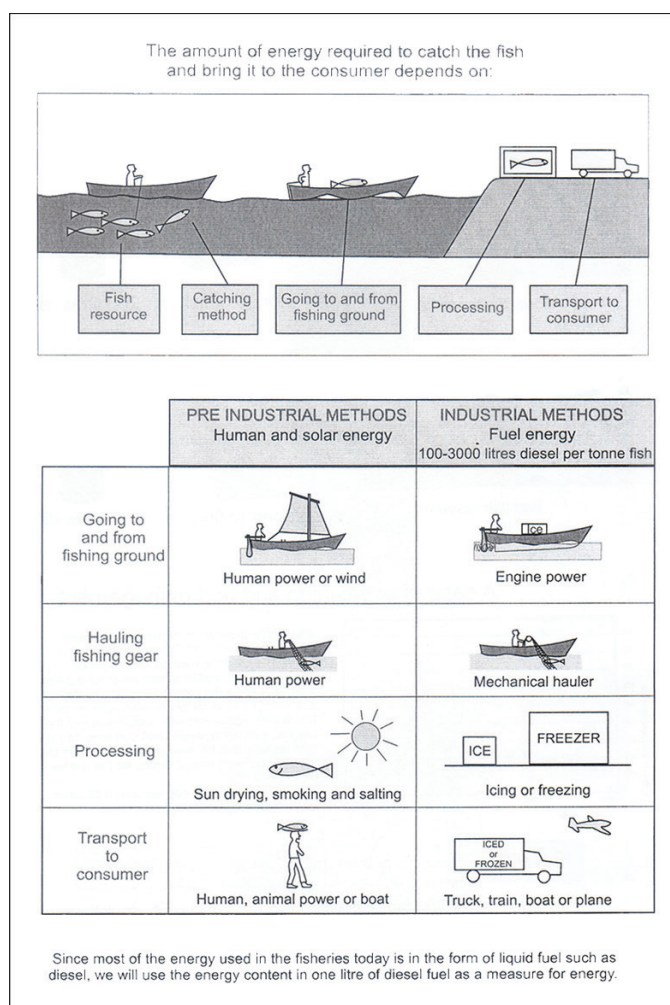 The amount of energy required to catch the fish
and bring it to the consumer depends on:
Fish
resource
Catching
method
Going to and from
fishing ground
Processing
Transport to
consumer
PRE INDUSTRIAL METHODS
Human and solar energy
INDUSTRIAL METHODS
Fuel energy
100-3000 litres diesel per tonne fish
Going to
and from
fishing ground
Human power or wind
Ice
Engine power
Hauling
fishing gear
Human power
Mechanical hauler
Processing
Sun drying, smoking and salting
ICE
FREEZER
Icing or freezing
Transport
to
consumer
Human, animal power or boat
ICED
or
FROZEN
Truck, train, boat or plane
Since most of the energy used in the fisheries today is in the form of liquid fuel such as
diesel, we will use the energy content in one litre of diesel fuel as a measure for energy.